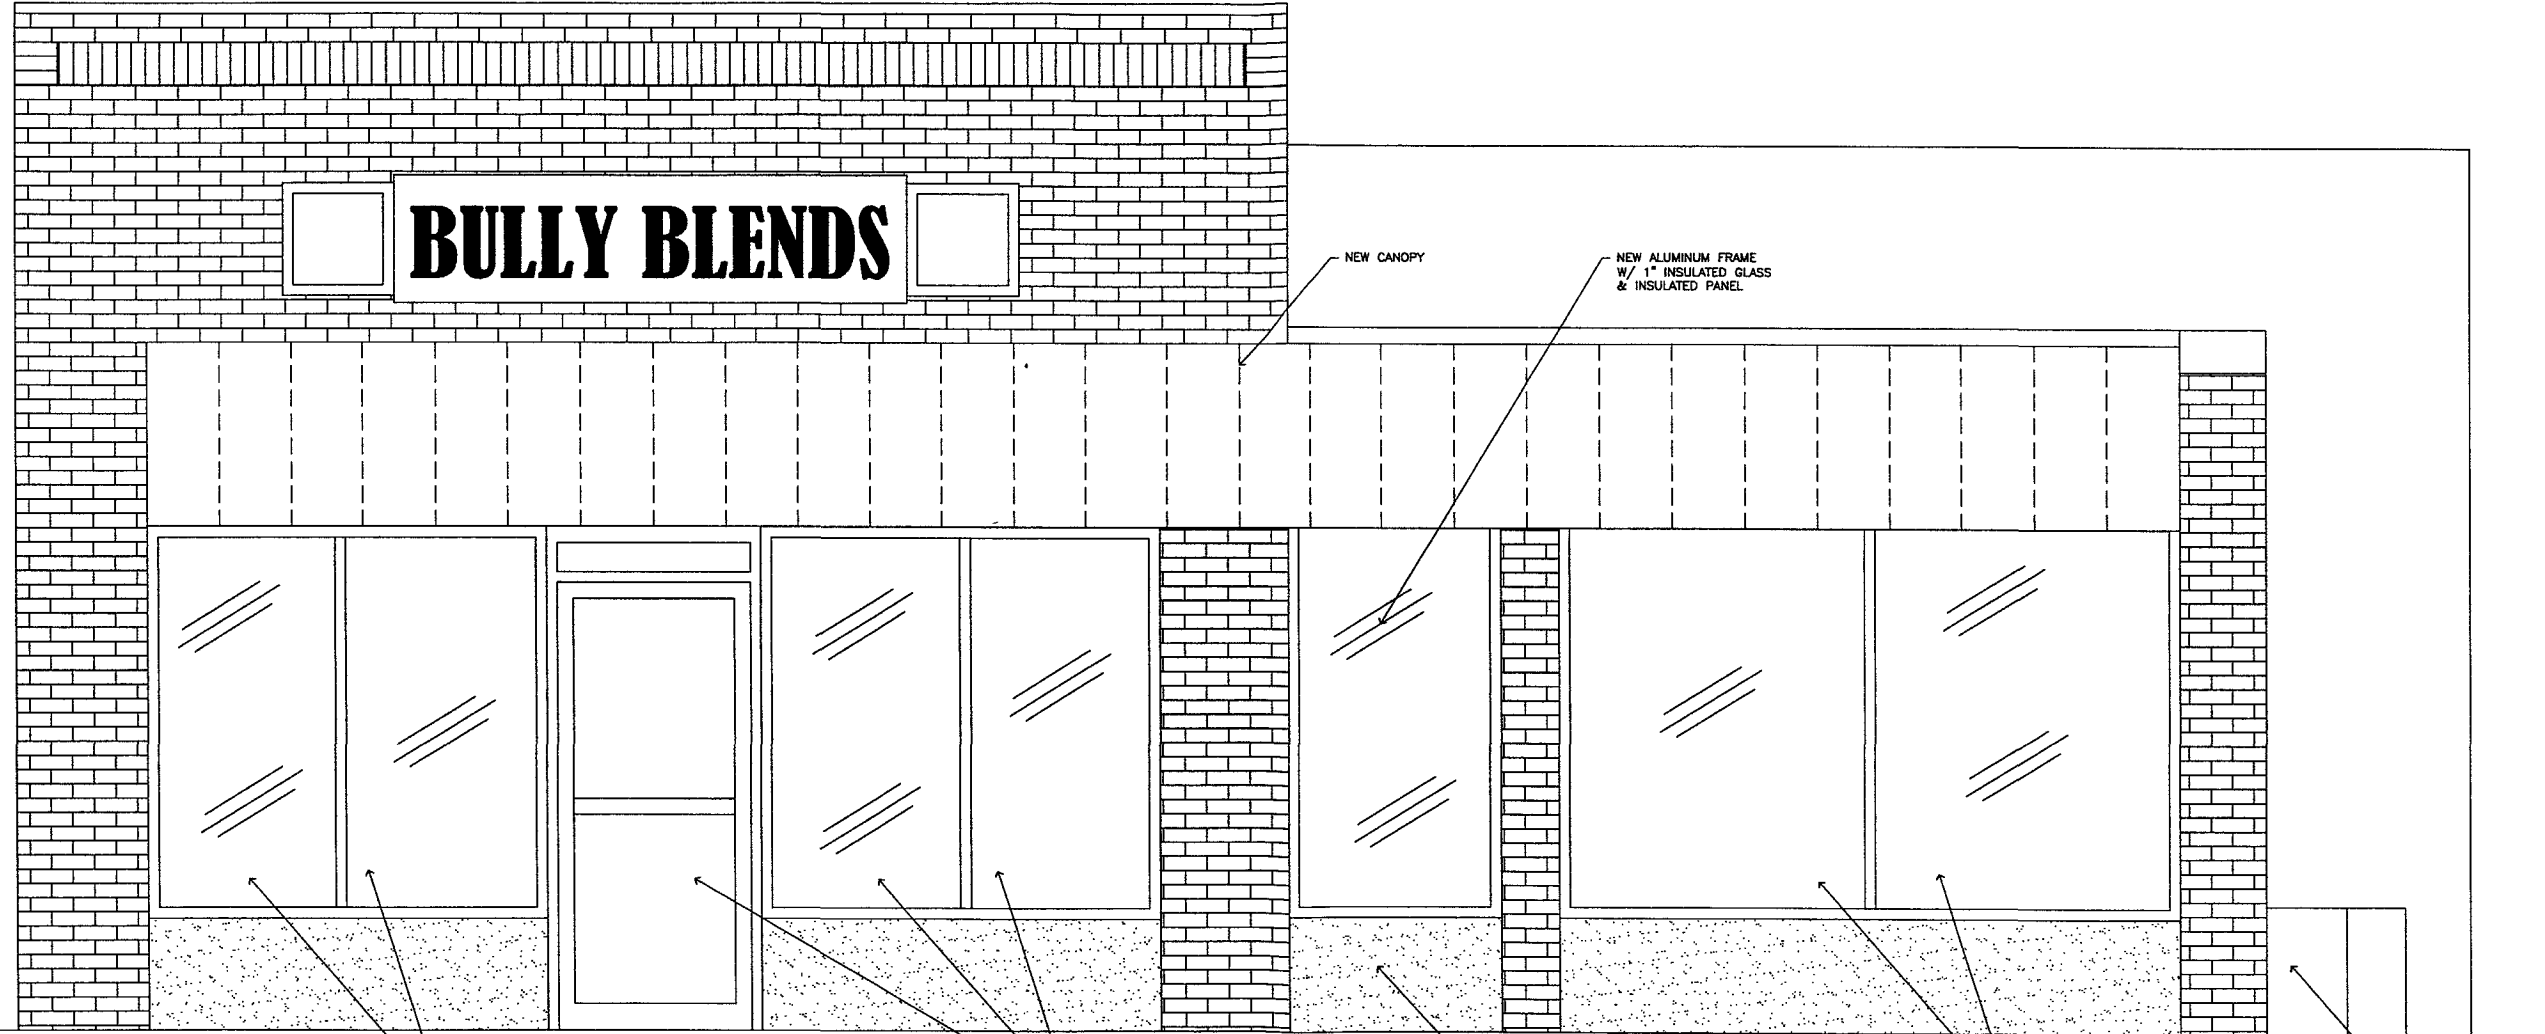 BULLY BLENDS
NEW CANOPY
NEW ALUMINUM FRAME
W/ 1" INSULATED GLASS
& INSULATED PANEL